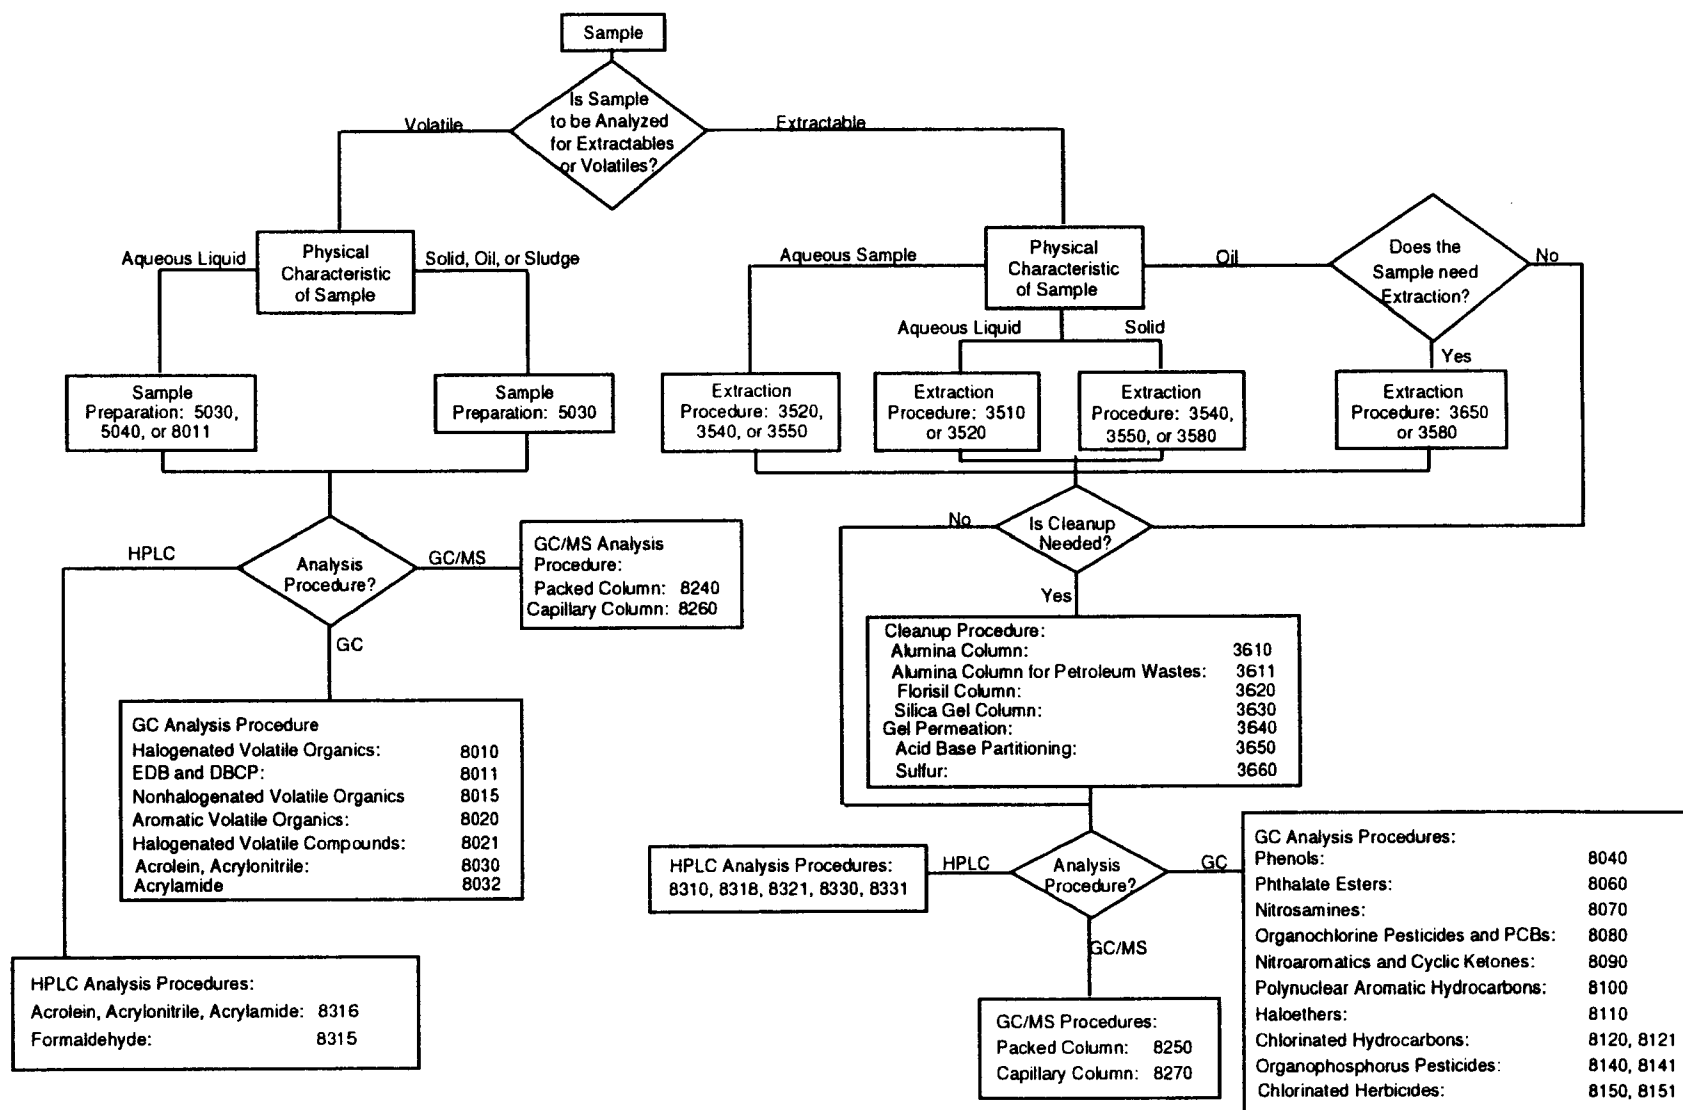 Sample
Is Sample
to be Analyzed
for Extractables
or Volatiles?
Volatile
Extractable
Physical
Characteristic
of Sample
Aqueous Liquid
Solid, Oil, or Sludge
Sample
Preparation: 5030,
5040, or 8011
Sample
Preparation: 5030
Analysis
Procedure?
HPLC
GC/MS
GC
GC/MS Analysis
Procedure:
Packed Column: 8240
Capillary Column: 8260
GC Analysis Procedure
Halogenated Volatile Organics: 8010
EDB and DBCP: 8011
Nonhalogenated Volatile Organics 8015
Aromatic Volatile Organics: 8020
Halogenated Volatile Compounds: 8021
Acrolein, Acrylonitrile: 8030
Acrylamide 8032
HPLC Analysis Procedures:
Acrolein, Acrylonitrile, Acrylamide: 8316
Formaldehyde: 8315
Physical
Characteristic
of Sample
Aqueous Sample
Oil
Aqueous Liquid
Solid
Does the
Sample need
Extraction?
No
Yes
Extraction
Procedure: 3520,
3540, or 3550
Extraction
Procedure: 3510
or 3520
Extraction
Procedure: 3540,
3550, or 3580
Extraction
Procedure: 3650
or 3580
Is Cleanup
Needed?
No
Yes
Cleanup Procedure:
Alumina Column: 3610
Alumina Column for Petroleum Wastes: 3611
Florisil Column: 3620
Silica Gel Column: 3630
Gel Permeation: 3640
Acid Base Partitioning: 3650
Sulfur: 3660
Analysis
Procedure?
HPLC
GC
GC/MS
HPLC Analysis Procedures:
8310, 8318, 8321, 8330, 8331
GC/MS Procedures:
Packed Column: 8250
Capillary Column: 8270
GC Analysis Procedures:
Phenols: 8040
Phthalate Esters: 8060
Nitrosamines: 8070
Organochlorine Pesticides and PCBs: 8080
Nitroaromatics and Cyclic Ketones: 8090
Polynuclear Aromatic Hydrocarbons: 8100
Haloethers: 8110
Chlorinated Hydrocarbons: 8120, 8121
Organophosphorus Pesticides: 8140, 8141
Chlorinated Herbicides: 8150, 8151